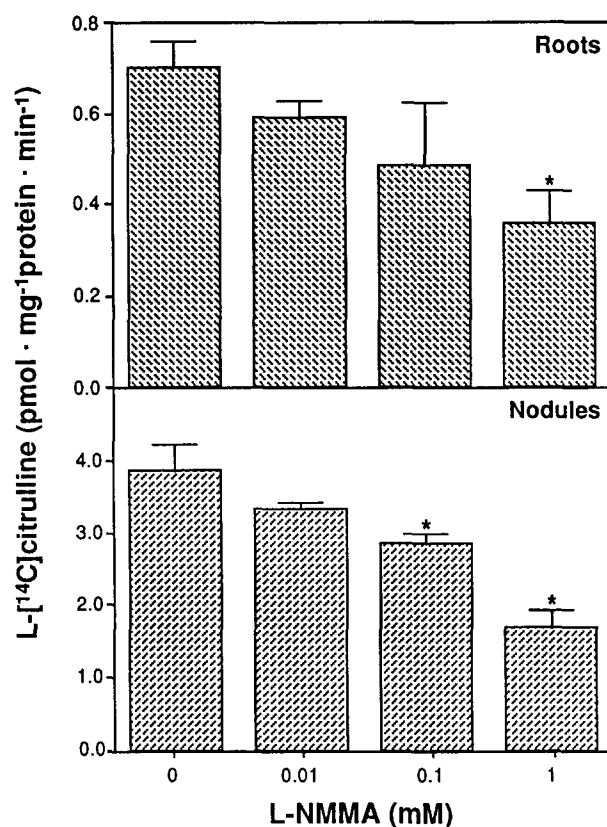 Roots
0.8
0.6
0.4
0.2
0.0
*
Nodules
4.0
3.0
2.0
1.0
0.0
*
*
L-[¹⁴C]citrulline (pmol · mg⁻¹protein · min⁻¹)
0 0.01 0.1 1
L-NMMA (mM)